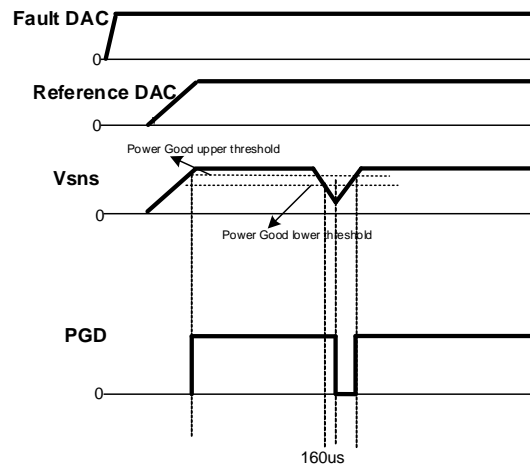 Fault DAC
0
Reference DAC
0
Power Good upper threshold
Vsns
0
Power Good lower threshold
PGD
0
160us